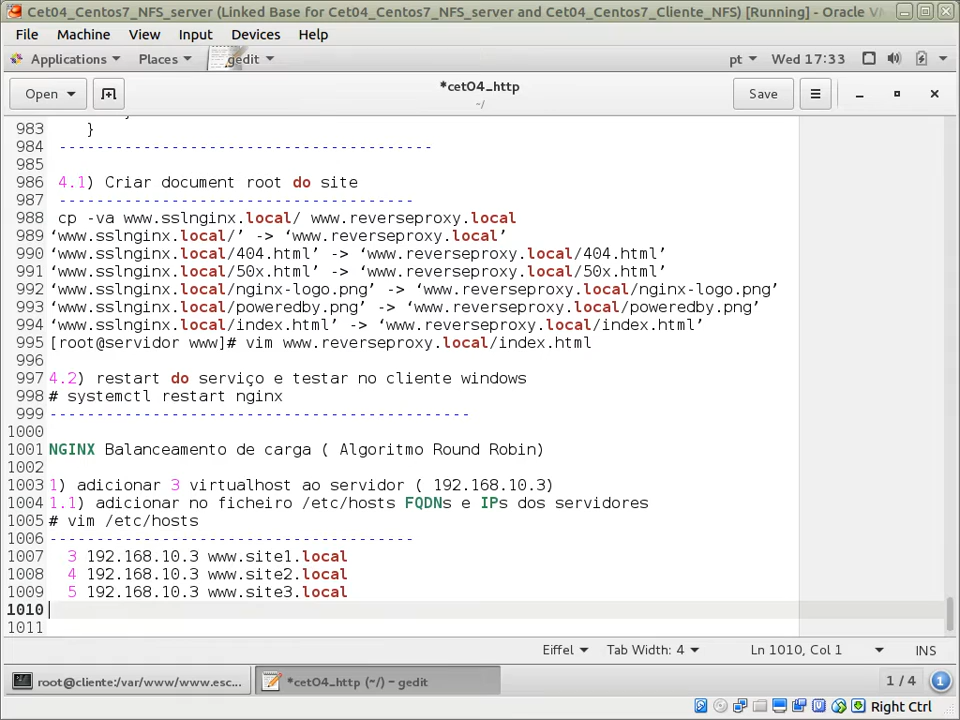 Cet04_Centos7_NFS_server (Linked Base for Cet04_Centos7_NFS_server and Cet04_Centos7_Cliente_NFS) [Running] - Oracle
File Machine View Input Devices Help
Applications Places gedit pt Wed 17:33
Open *cet04_http Save
~/
983 }
984 ----------------------------------------
985
986 4.1) Criar document root do site
987 --------------------------------------
988 cp -va www.sslnginx.local/ www.reverseproxy.local
989 ‘www.sslnginx.local/’ -> ‘www.reverseproxy.local’
990 ‘www.sslnginx.local/404.html’ -> ‘www.reverseproxy.local/404.html’
991 ‘www.sslnginx.local/50x.html’ -> ‘www.reverseproxy.local/50x.html’
992 ‘www.sslnginx.local/nginx-logo.png’ -> ‘www.reverseproxy.local/nginx-logo.png’
993 ‘www.sslnginx.local/poweredby.png’ -> ‘www.reverseproxy.local/poweredby.png’
994 ‘www.sslnginx.local/index.html’ -> ‘www.reverseproxy.local/index.html’
995 [root@servidor www]# vim www.reverseproxy.local/index.html
996
997 4.2) restart do serviço e testar no cliente windows
998 # systemctl restart nginx
999 ---------------------------------------------
1000
1001 NGINX Balanceamento de carga ( Algoritmo Round Robin)
1002
1003 1) adicionar 3 virtualhost ao servidor ( 192.168.10.3)
1004 1.1) adicionar no ficheiro /etc/hosts FQDNs e IPs dos servidores
1005 # vim /etc/hosts
1006 ---------------------------------------
1007 3 192.168.10.3 www.site1.local
1008 4 192.168.10.3 www.site2.local
1009 5 192.168.10.3 www.site3.local
1010
1011
Eiffel Tab Width: 4 Ln 1010, Col 1 INS
root@cliente:/var/www/www.esc... *cet04_http (~/) - gedit 1 / 4 1
Right Ctrl